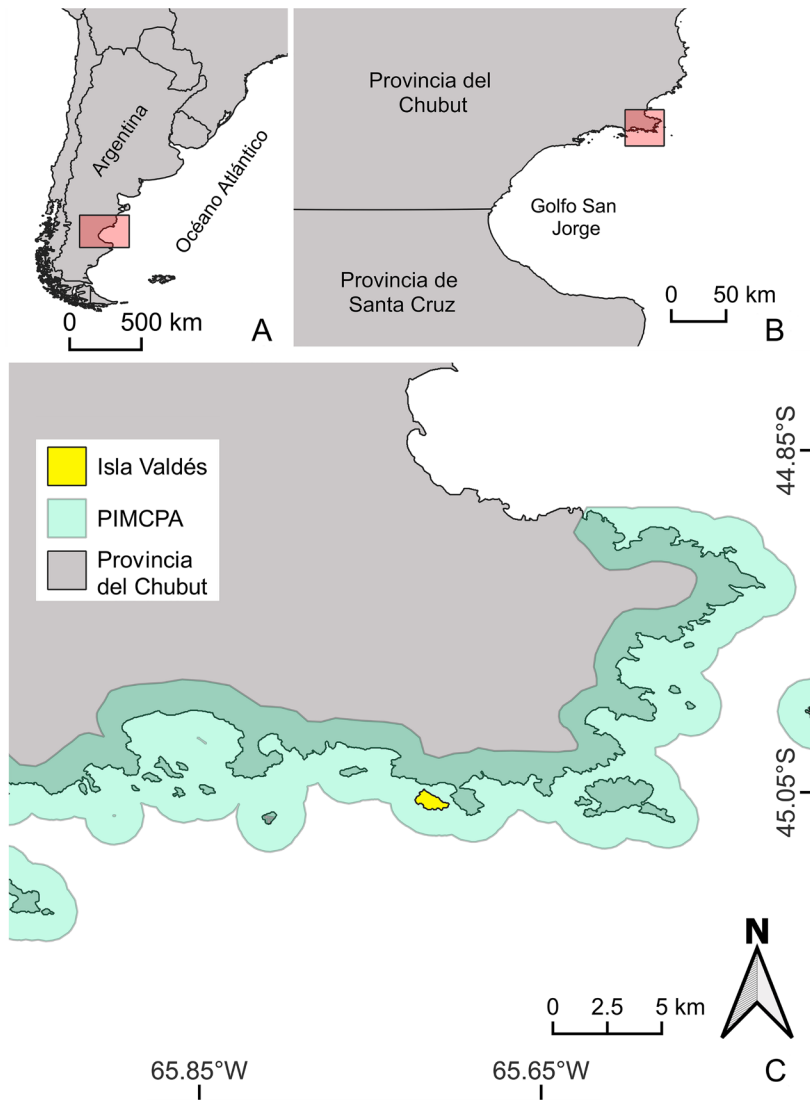 Argentina
Océano Atlántico
0 500 km
A
Provincia del
Chubut
Golfo San
Jorge
Provincia de
Santa Cruz
0 50 km
B
Isla Valdés
PIMCPA
Provincia
del Chubut
44.85°S
45.05°S
N
0 2.5 5 km
65.85°W
65.65°W
C